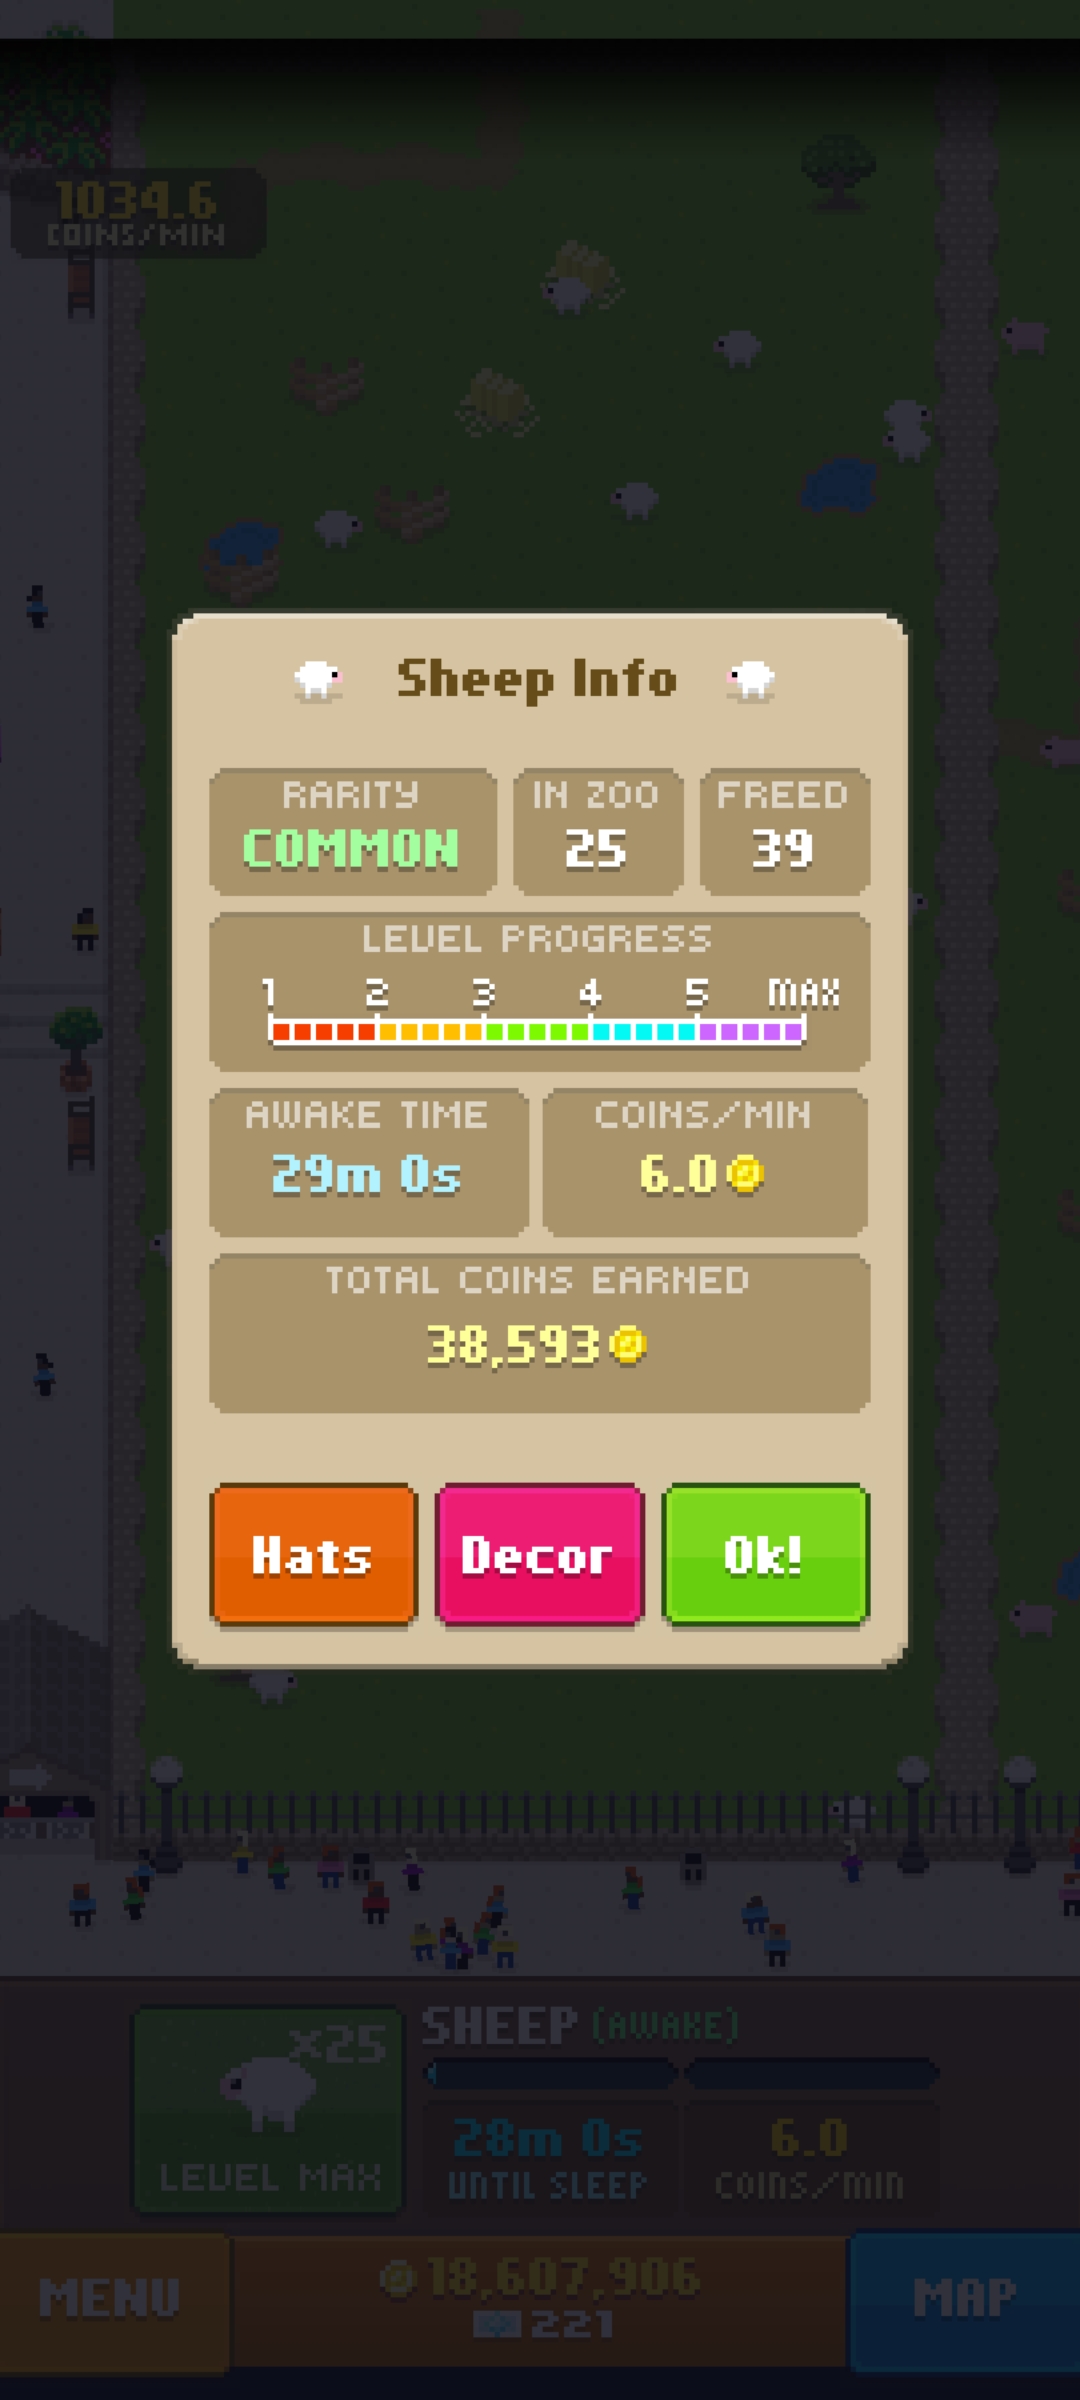 1034.6
COINS/MIN
Sheep Info
RARITY
COMMON
IN ZOO
25
FREED
39
LEVEL PROGRESS
1 2 3 4 5 MAX
AWAKE TIME
29m 0s
COINS/MIN
6.0
TOTAL COINS EARNED
38,593
Hats
Decor
Ok!
x25
LEVEL MAX
SHEEP (AWAKE)
28m 0s
UNTIL SLEEP
6.0
COINS/MIN
MENU
18,607,906
221
MAP